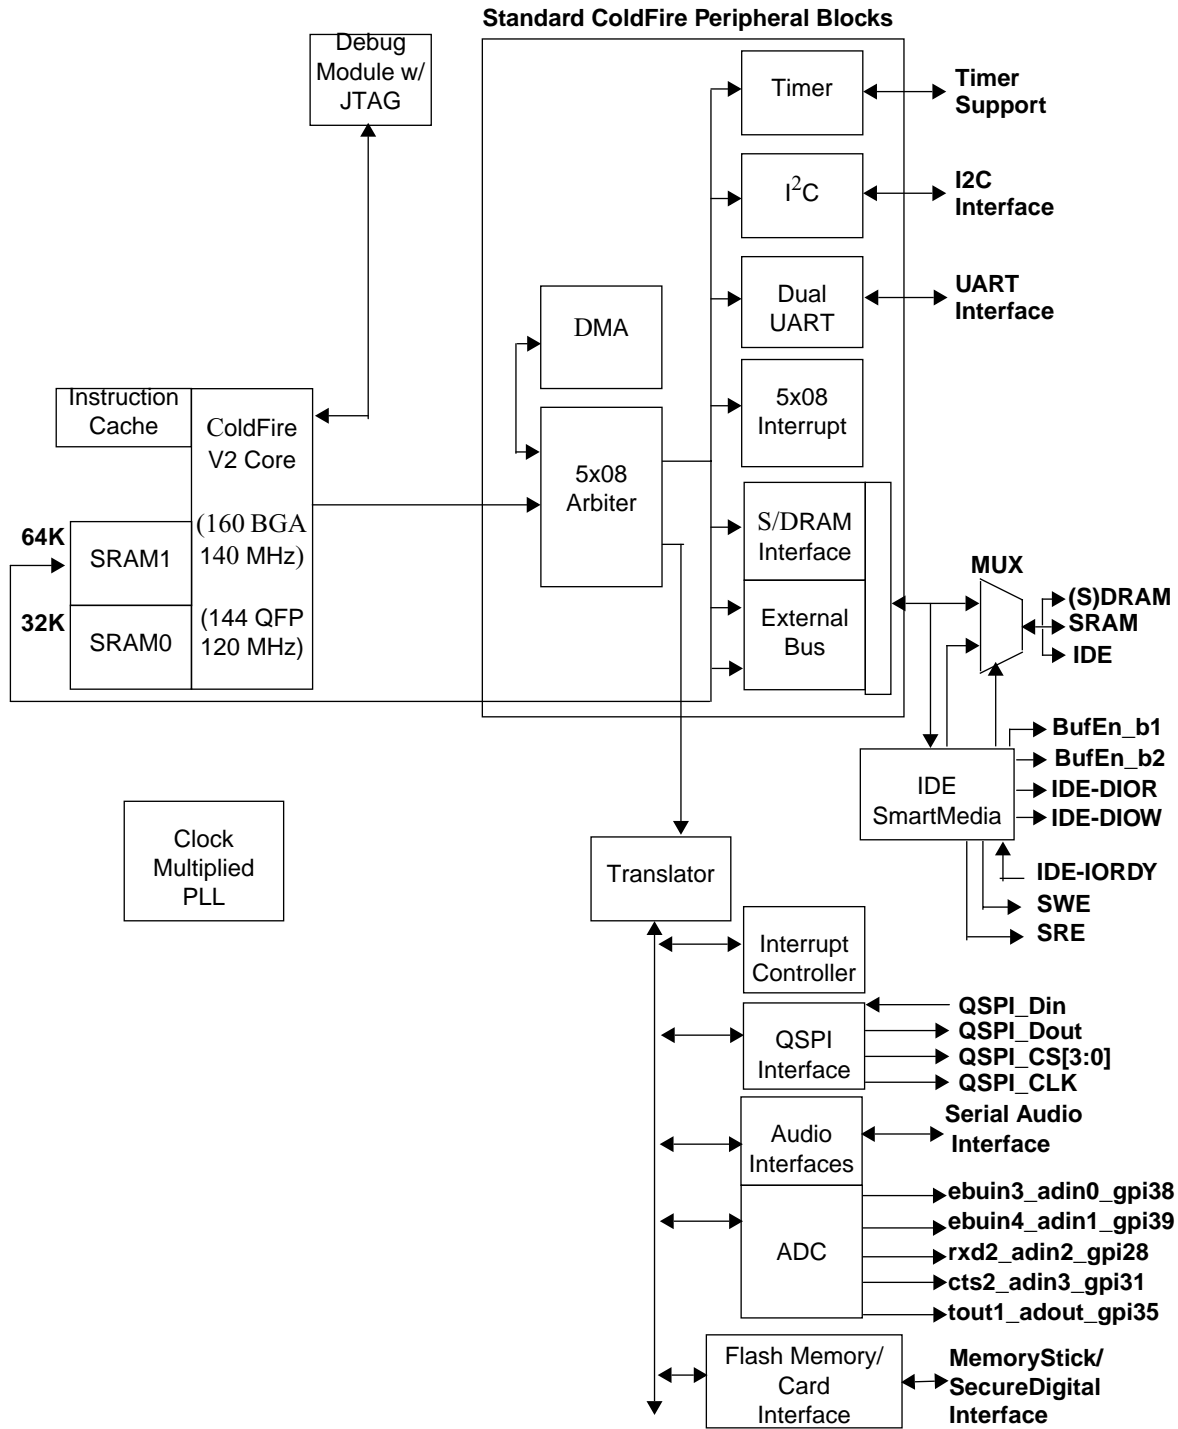 Standard ColdFire Peripheral Blocks
Debug
Module w/
JTAG
Timer
Timer
Support
I2C
I2C
Interface
Dual
UART
UART
Interface
DMA
5x08
Interrupt
Instruction
Cache
ColdFire
V2 Core
(160 BGA
140 MHz)
(144 QFP
120 MHz)
64K
SRAM1
32K
SRAM0
5x08
Arbiter
S/DRAM
Interface
External
Bus
MUX
(S)DRAM
SRAM
IDE
IDE
SmartMedia
BufEn_b1
BufEn_b2
IDE-DIOR
IDE-DIOW
IDE-IORDY
SWE
SRE
Clock
Multiplied
PLL
Translator
Interrupt
Controller
QSPI
Interface
QSPI_Din
QSPI_Dout
QSPI_CS[3:0]
QSPI_CLK
Audio
Interfaces
Serial Audio
Interface
ADC
ebuin3_adin0_gpi38
ebuin4_adin1_gpi39
rxd2_adin2_gpi28
cts2_adin3_gpi31
tout1_adout_gpi35
Flash Memory/
Card
Interface
MemoryStick/
SecureDigital
Interface